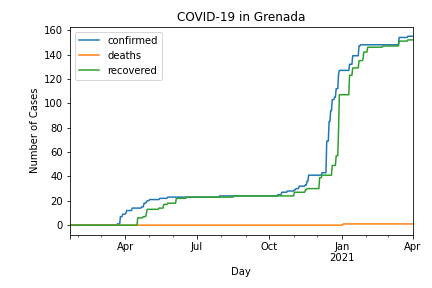 COVID-19 in Grenada
160
140
120
100
80
60
40
20
0
Number of Cases
confirmed
deaths
recovered
Apr
Jul
Oct
Jan
2021
Apr
Day